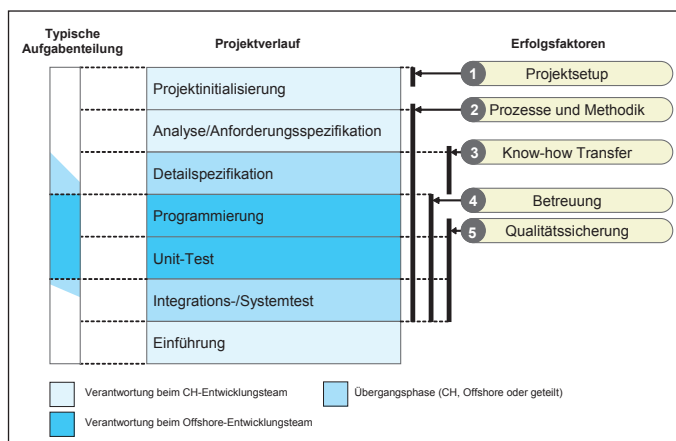 Typische
Aufgabenteilung
Projektverlauf
Erfolgsfaktoren
Projektinitialisierung
Analyse/Anforderungsspezifikation
Detailspezifikation
Programmierung
Unit-Test
Integrations-/Systemtest
Einführung
1 Projektsetup
2 Prozesse und Methodik
3 Know-how Transfer
4 Betreuung
5 Qualitätssicherung
Verantwortung beim CH-Entwicklungsteam
Übergangsphase (CH, Offshore oder geteilt)
Verantwortung beim Offshore-Entwicklungsteam